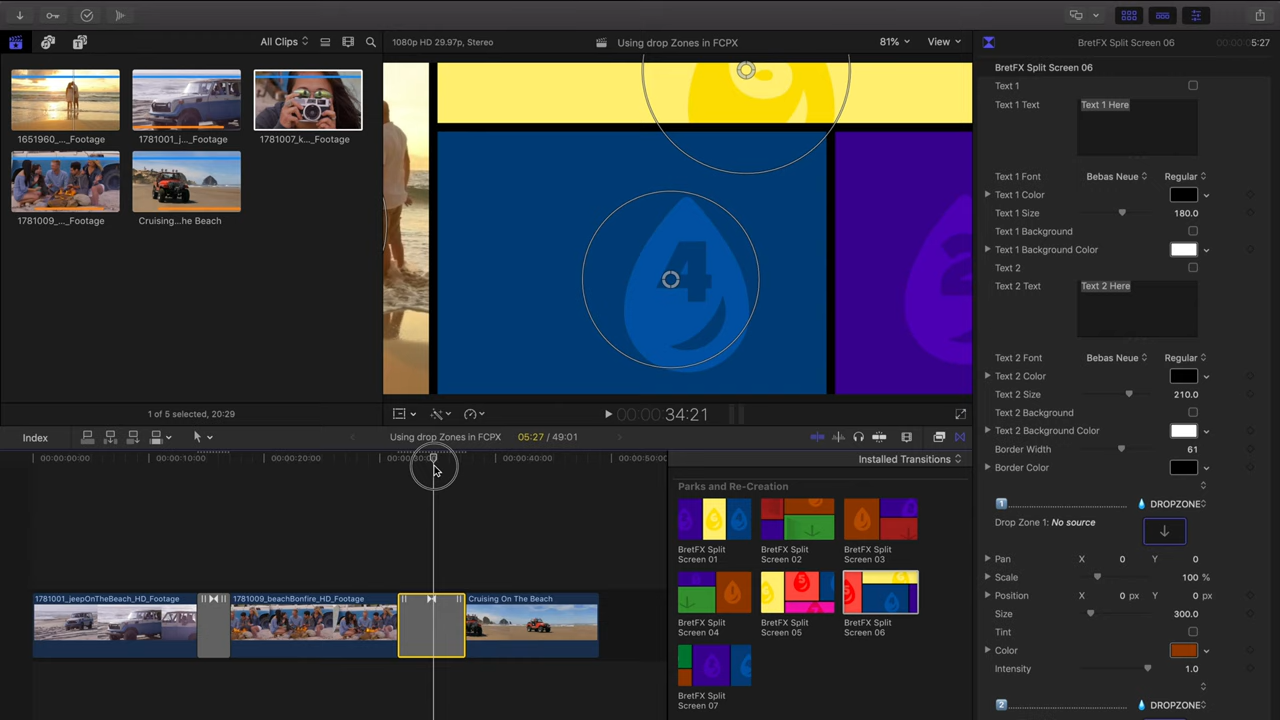 All Clips
1080p HD 29.97p, Stereo
Using drop Zones in FCPX
81%
View
BretFX Split Screen 06
5:27
1651960_..._Footage
1781001_j..._Footage
1781007_k..._Footage
1781009_..._Footage
Cruising...he Beach
4
1 of 5 selected, 20:29
00:00:00 34:21
BretFX Split Screen 06
Text 1
Text 1 Text
Text 1 Here
Text 1 Font
Bebas Neue
Regular
Text 1 Color
Text 1 Size
180.0
Text 1 Background
Text 1 Background Color
Text 2
Text 2 Text
Text 2 Here
Text 2 Font
Bebas Neue
Regular
Text 2 Color
Text 2 Size
210.0
Text 2 Background
Text 2 Background Color
Border Width
61
Border Color
1
DROPZONE
Drop Zone 1: No source
Pan
X
0
Y
0
Scale
100 %
Position
X
0 px
Y
0 px
Size
300.0
Tint
Color
Intensity
1.0
2
DROPZONE
Index
Using drop Zones in FCPX
05:27 / 49:01
00:00:00:00
00:00:10:00
00:00:20:00
00:00:40:00
00:00:50:00
1781001_jeepOnTheBeach_HD_Footage
1781009_beachBonfire_HD_Footage
Cruising On The Beach
Installed Transitions
Parks and Re-Creation
BretFX Split
Screen 01
BretFX Split
Screen 02
BretFX Split
Screen 03
BretFX Split
Screen 04
BretFX Split
Screen 05
BretFX Split
Screen 06
BretFX Split
Screen 07